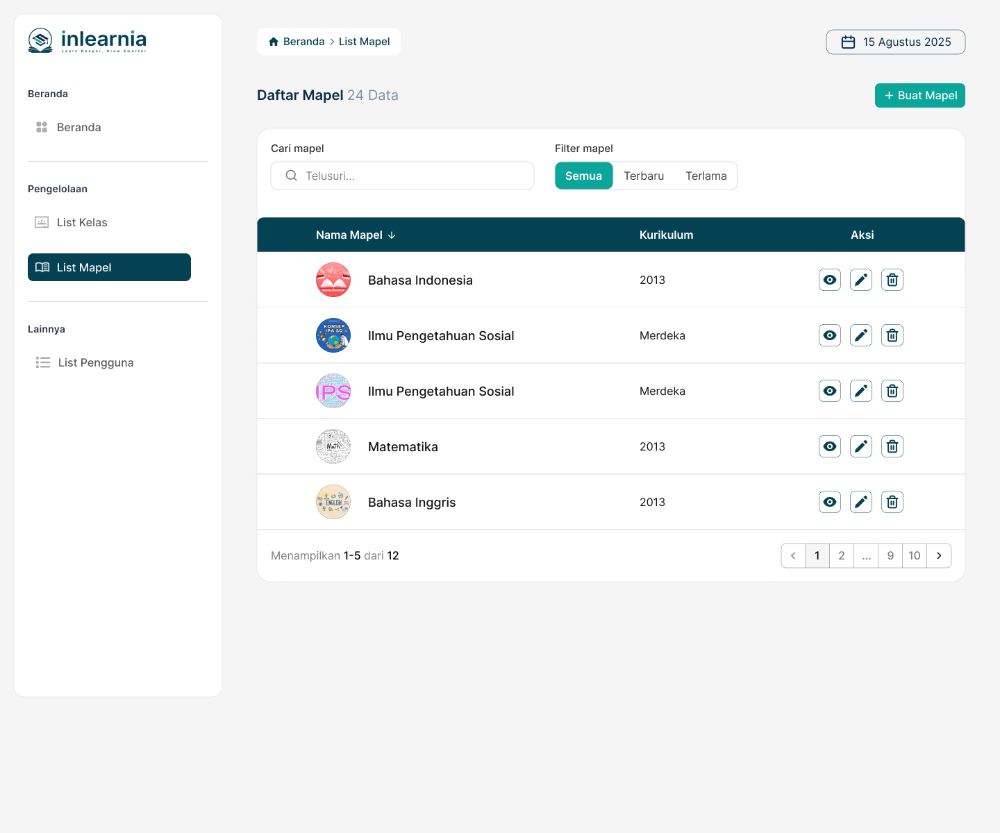 inlearnia
Learn Deeper, Grow Smarter
Beranda
Beranda
Pengelolaan
List Kelas
List Mapel
Lainnya
List Pengguna
Beranda > List Mapel
15 Agustus 2025
Daftar Mapel 24 Data
+ Buat Mapel
Cari mapel
Telusuri...
Filter mapel
Semua Terbaru Terlama
Nama Mapel ↓ Kurikulum Aksi
BAHASA INDONESIA
Bahasa Indonesia 2013
KONSEP
IPA SD
Ilmu Pengetahuan Sosial Merdeka
IPS
Ilmu Pengetahuan Sosial Merdeka
Math
Matematika 2013
ENGLISH
Bahasa Inggris 2013
Menampilkan 1-5 dari 12
< 1 2 ... 9 10 >